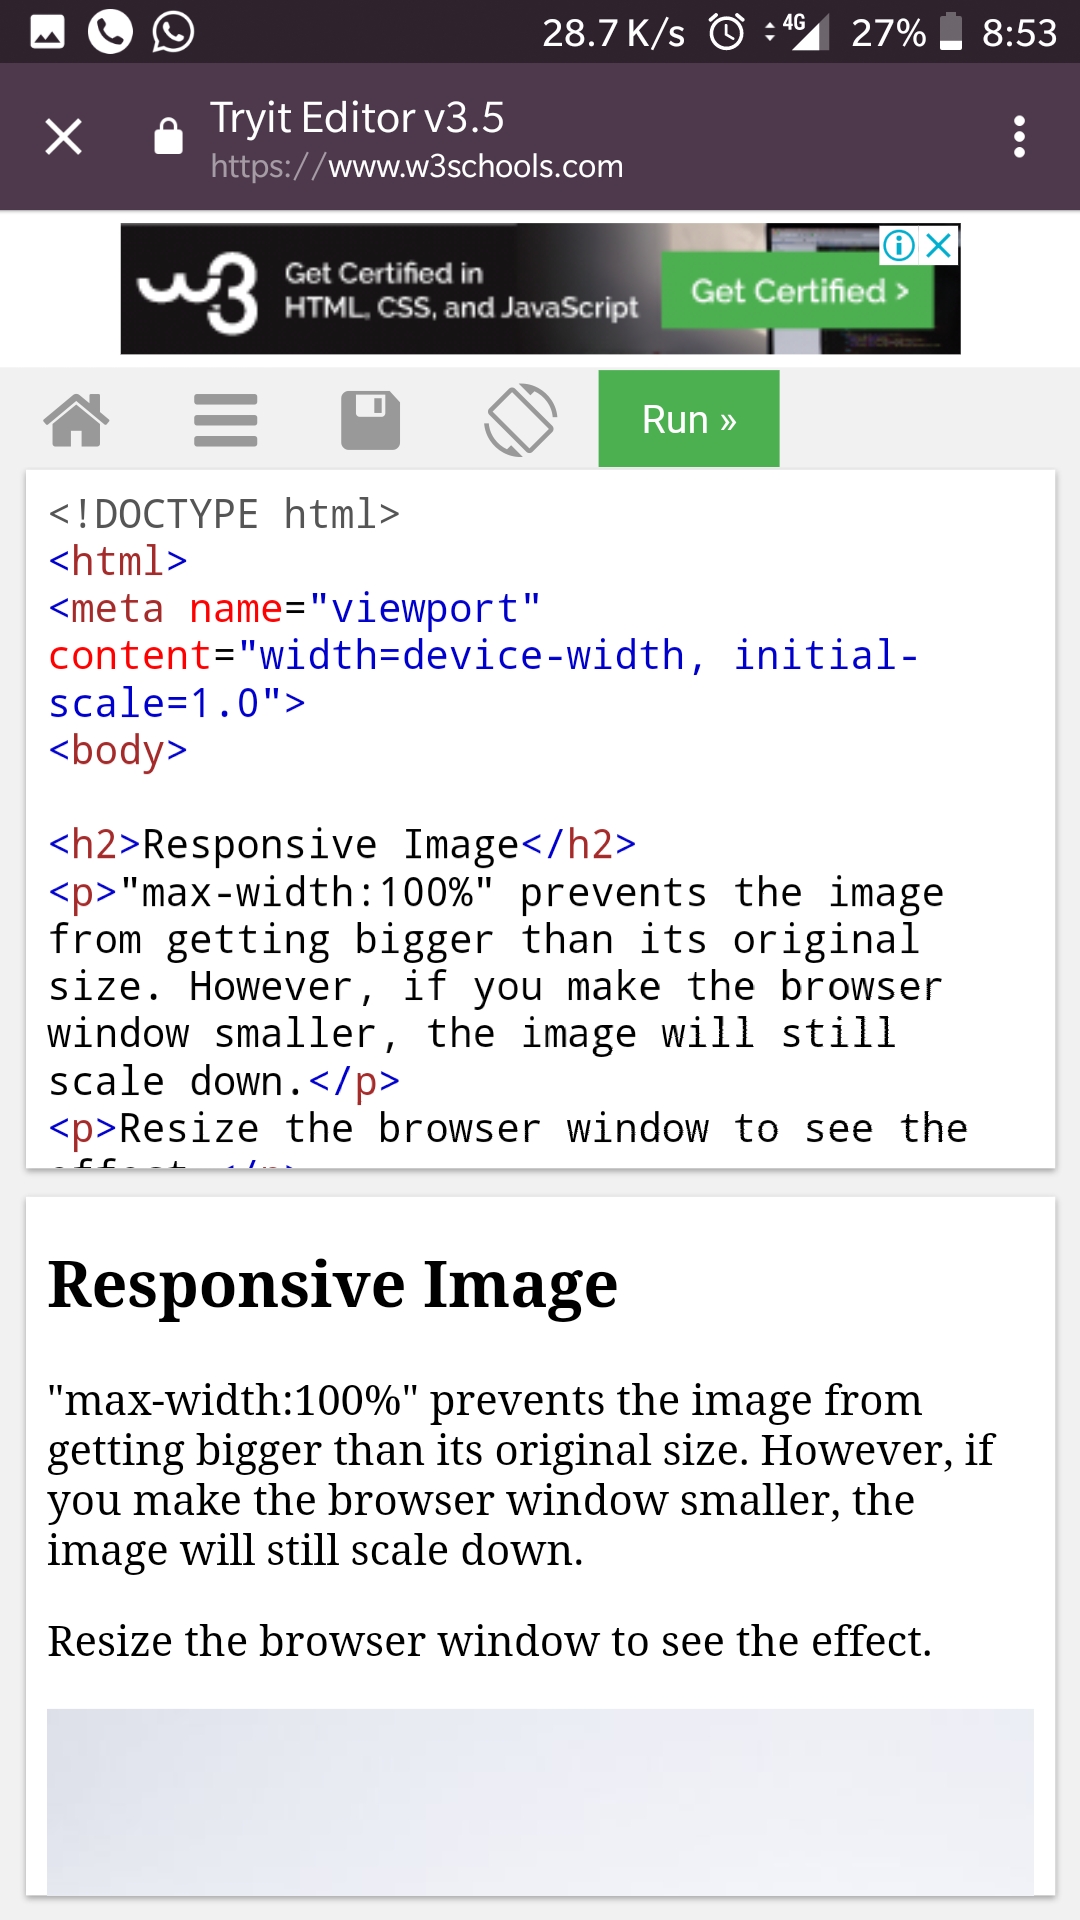 28.7 K/s 4G 27% 8:53
Tryit Editor v3.5
https://www.w3schools.com
w3 Get Certified in
HTML, CSS, and JavaScript
Get Certified >
Run »
<!DOCTYPE html>
<html>
<meta name="viewport"
content="width=device-width, initial-
scale=1.0">
<body>
<h2>Responsive Image</h2>
<p>"max-width:100%" prevents the image
from getting bigger than its original
size. However, if you make the browser
window smaller, the image will still
scale down.</p>
<p>Resize the browser window to see the
Responsive Image
"max-width:100%" prevents the image from
getting bigger than its original size. However, if
you make the browser window smaller, the
image will still scale down.
Resize the browser window to see the effect.